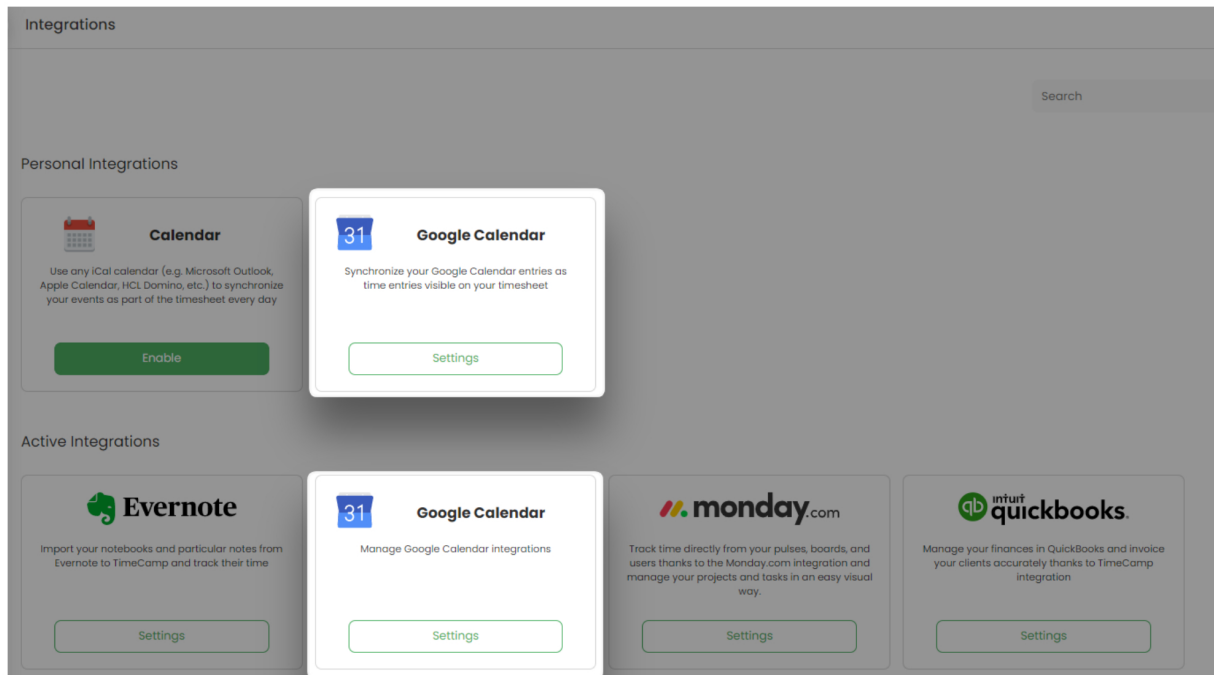 Integrations
Search
Personal Integrations
Calendar
Use any iCal calendar (e.g. Microsoft Outlook,
Apple Calendar, HCL Domino, etc.) to synchronize
your events as part of the timesheet every day
Enable
31
Google Calendar
Synchronize your Google Calendar entries as
time entries visible on your timesheet
Settings
Active Integrations
Evernote
Import your notebooks and particular notes from
Evernote to TimeCamp and track their time
Settings
31
Google Calendar
Manage Google Calendar integrations
Settings
monday.com
Track time directly from your pulses, boards, and
users thanks to the Monday.com integration and
manage your projects and tasks in an easy visual
way.
Settings
qb
intuit
quickbooks.
Manage your finances in QuickBooks and invoice
your clients accurately thanks to TimeCamp
integration
Settings